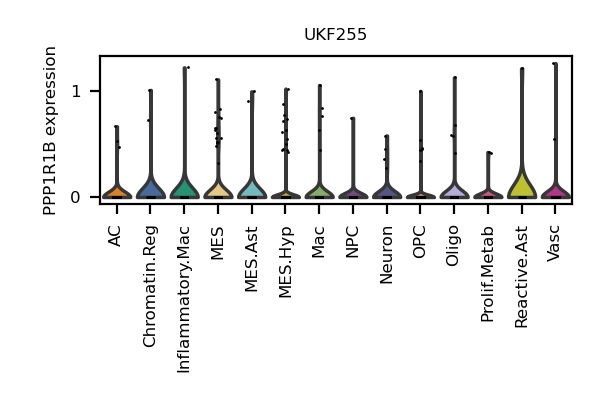 UKF255
PPP1R1B expression
1
0
AC
Chromatin.Reg
Inflammatory.Mac
MES
MES.Ast
MES.Hyp
Mac
NPC
Neuron
OPC
Oligo
Prolif.Metab
Reactive.Ast
Vasc